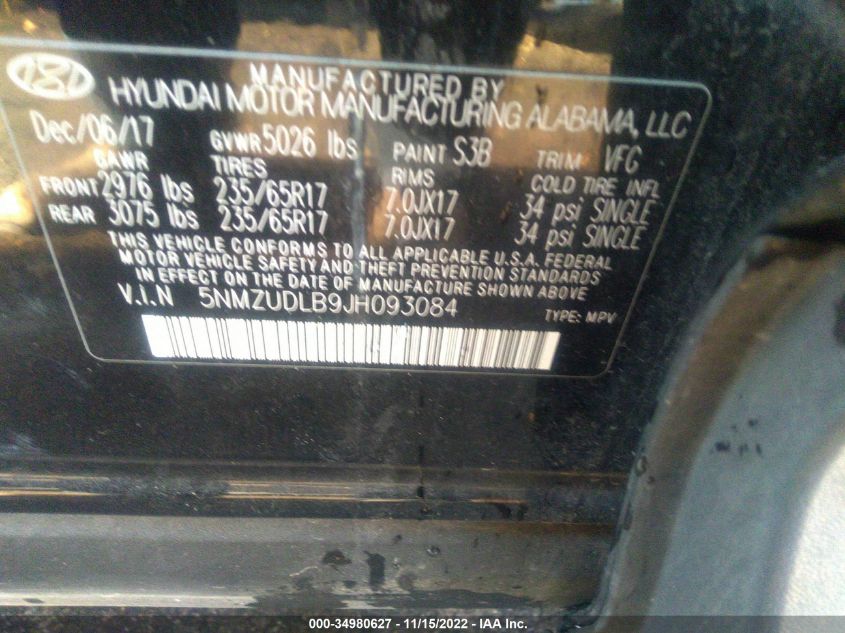 MANUFACTURED BY
HYUNDAI MOTOR MANUFACTURING ALABAMA, LLC
Dec/06/17 GVWR 5026 lbs PAINT S3B TRIM VFG
GAWR TIRES RIMS COLD TIRE INFL
FRONT 2976 lbs 235/65R17 7.0JX17 34 psi SINGLE
REAR 3075 lbs 235/65R17 7.0JX17 34 psi SINGLE
THIS VEHICLE CONFORMS TO ALL APPLICABLE U.S.A. FEDERAL
MOTOR VEHICLE SAFETY AND THEFT PREVENTION STANDARDS
IN EFFECT ON THE DATE OF MANUFACTURE SHOWN ABOVE
V.I.N 5NMZUDLB9JH093084 TYPE: MPV
000-34980627 - 11/15/2022 - IAA Inc.